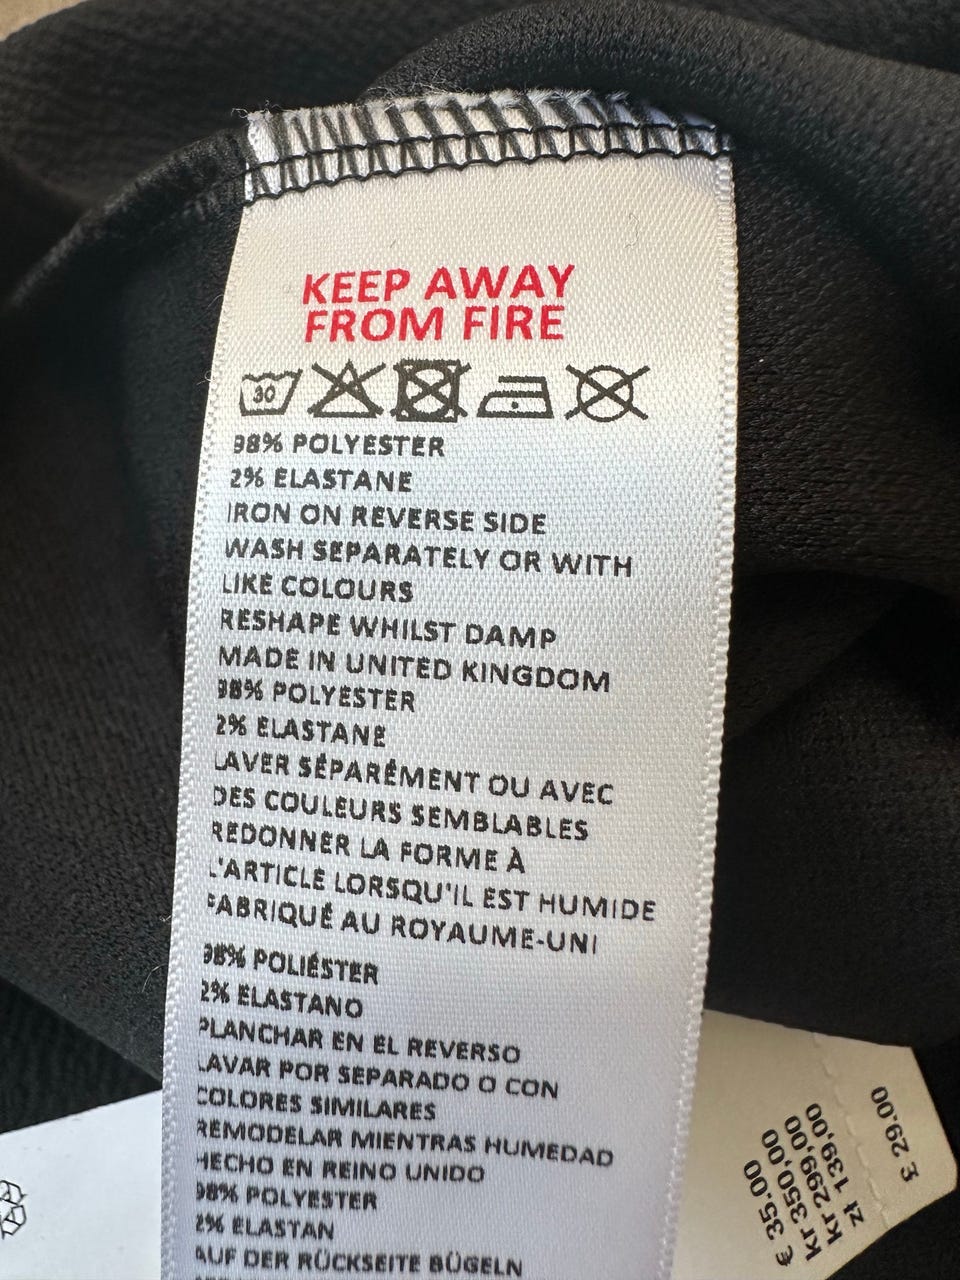 KEEP AWAY
FROM FIRE
30
98% POLYESTER
2% ELASTANE
IRON ON REVERSE SIDE
WASH SEPARATELY OR WITH
LIKE COLOURS
RESHAPE WHILST DAMP
MADE IN UNITED KINGDOM
98% POLYESTER
2% ELASTANE
LAVER SÉPARÉMENT OU AVEC
DES COULEURS SEMBLABLES
REDONNER LA FORME À
L'ARTICLE LORSQU'IL EST HUMIDE
FABRIQUÉ AU ROYAUME-UNI
98% POLIÉSTER
2% ELASTANO
PLANCHAR EN EL REVERSO
LAVAR POR SEPARADO O CON
COLORES SIMILARES
REMODELAR MIENTRAS HUMEDAD
HECHO EN REINO UNIDO
98% POLYESTER
2% ELASTAN
AUF DER RÜCKSEITE BÜGELN
€ 35.00
kr 350,00
kr 299,00
zł 139,00
£ 29.00